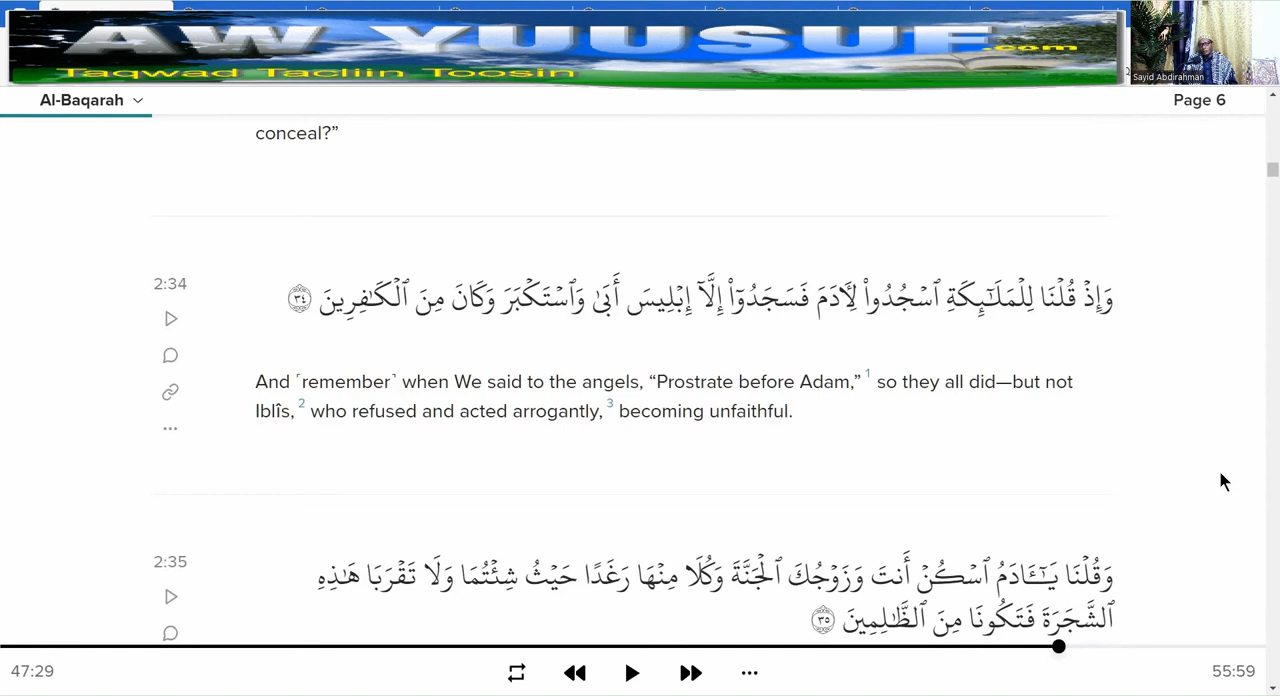 AW YUUSUF.com
Taqwad Tacliin Toosin
Sayid Abdirahman
Al-Baqarah
Page 6
conceal?”
2:34
وَإِذْ قُلْنَا لِلْمَلَـٰٓئِكَةِ ٱسْجُدُوا۟ لِـَٔادَمَ فَسَجَدُوٓا۟ إِلَّآ إِبْلِيسَ أَبَىٰ وَٱسْتَكْبَرَ وَكَانَ مِنَ ٱلْكَـٰفِرِينَ ٣٤
And ˹remember˺ when We said to the angels, “Prostrate before Adam,” 1 so they all did—but not
Iblîs, 2 who refused and acted arrogantly, 3 becoming unfaithful.
2:35
وَقُلْنَا يَـٰٓـَٔادَمُ ٱسْكُنْ أَنتَ وَزَوْجُكَ ٱلْجَنَّةَ وَكُلَا مِنْهَا رَغَدًا حَيْثُ شِئْتُمَا وَلَا تَقْرَبَا هَـٰذِهِ
ٱلشَّجَرَةَ فَتَكُونَا مِنَ ٱلظَّـٰلِمِينَ ٣٥
47:29
55:59